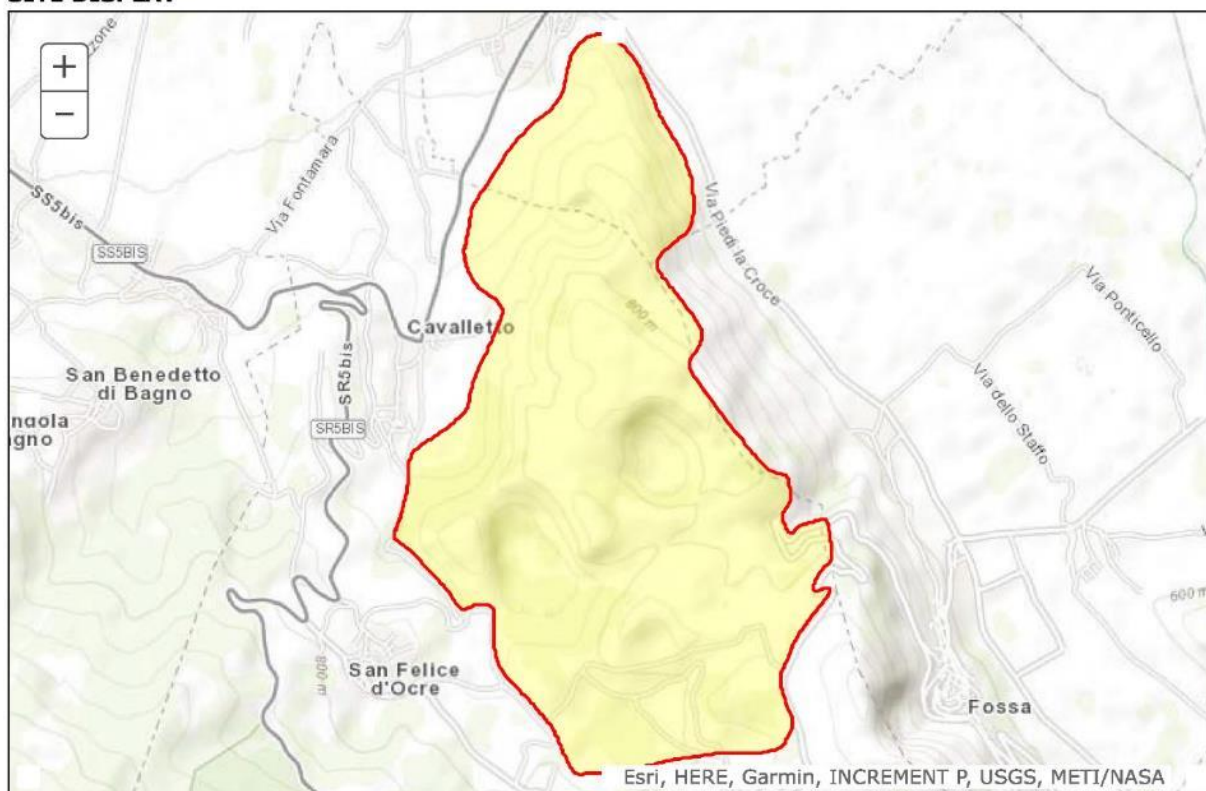 +
−
SS5bis
SS5BIS
Via Fontamara
Via Piedi la Croce
800 m
Cavalletto
Via Ponticello
San Benedetto
di Bagno
SR5bis
SR5BIS
Via dello Staffo
600 m
San Felice
d'Ocre
800 m
Fossa
Esri, HERE, Garmin, INCREMENT P, USGS, METI/NASA